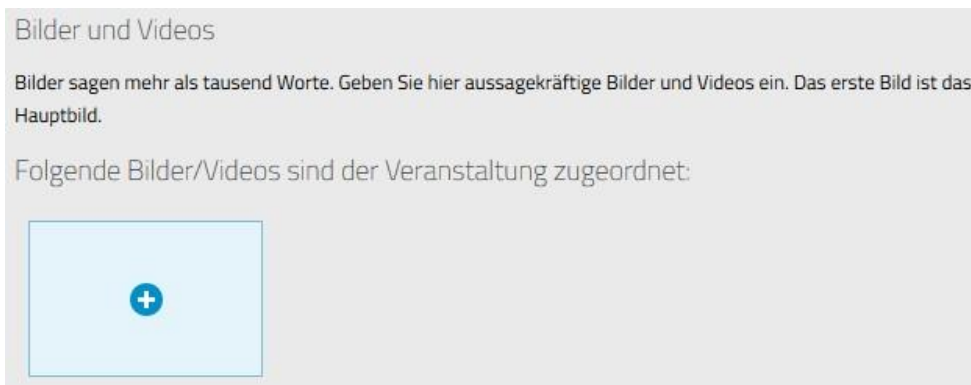 Bilder und Videos
Bilder sagen mehr als tausend Worte. Geben Sie hier aussagekräftige Bilder und Videos ein. Das erste Bild ist das
Hauptbild.
Folgende Bilder/Videos sind der Veranstaltung zugeordnet: